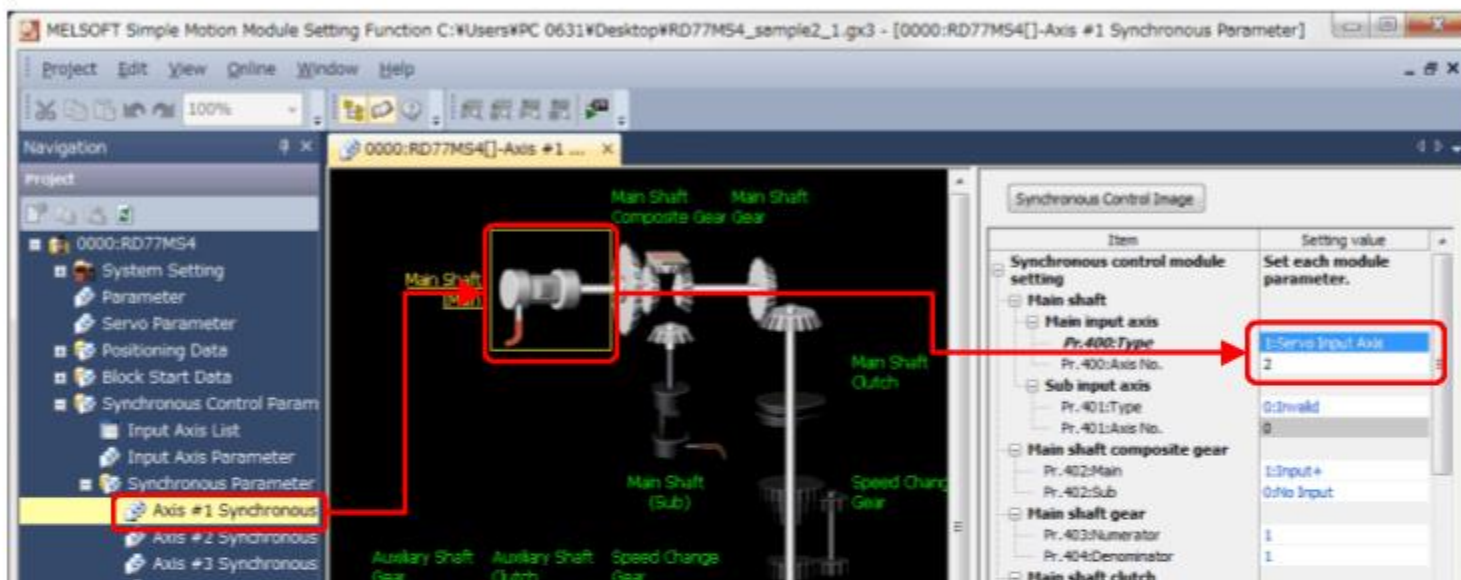 MELSOFT Simple Motion Module Setting Function C:¥Users¥PC 0631¥Desktop¥RD77MS4_sample2_1.gx3 - [0000:RD77MS4[]-Axis #1 Synchronous Parameter]
Project Edit View Online Window Help
100%
Navigation
Project
0000:RD77MS4
System Setting
Parameter
Servo Parameter
Positioning Data
Block Start Data
Synchronous Control Param
Input Axis List
Input Axis Parameter
Synchronous Parameter
Axis #1 Synchronous
Axis #2 Synchronous
Axis #3 Synchronous
0000:RD77MS4[]-Axis #1 ...
Main Shaft
Composite Gear
Main Shaft
Gear
Main Shaft
(Main
Main Shaft
Clutch
Main Shaft
(Sub)
Speed Chang
Gear
Auxiliary Shaft
Gear
Auxiliary Shaft
Clutch
Speed Change
Gear
Synchronous Control Image
Item Setting value
Synchronous control module setting Set each module parameter.
Main shaft
Main input axis
Pr.400:Type 1:Servo Input Axis
Pr.400:Axis No. 2
Sub input axis
Pr.401:Type 0:Invalid
Pr.401:Axis No. 0
Main shaft composite gear
Pr.402:Main 1:Input+
Pr.402:Sub 0:No Input
Main shaft gear
Pr.403:Numerator 1
Pr.404:Denominator 1
Main shaft clutch